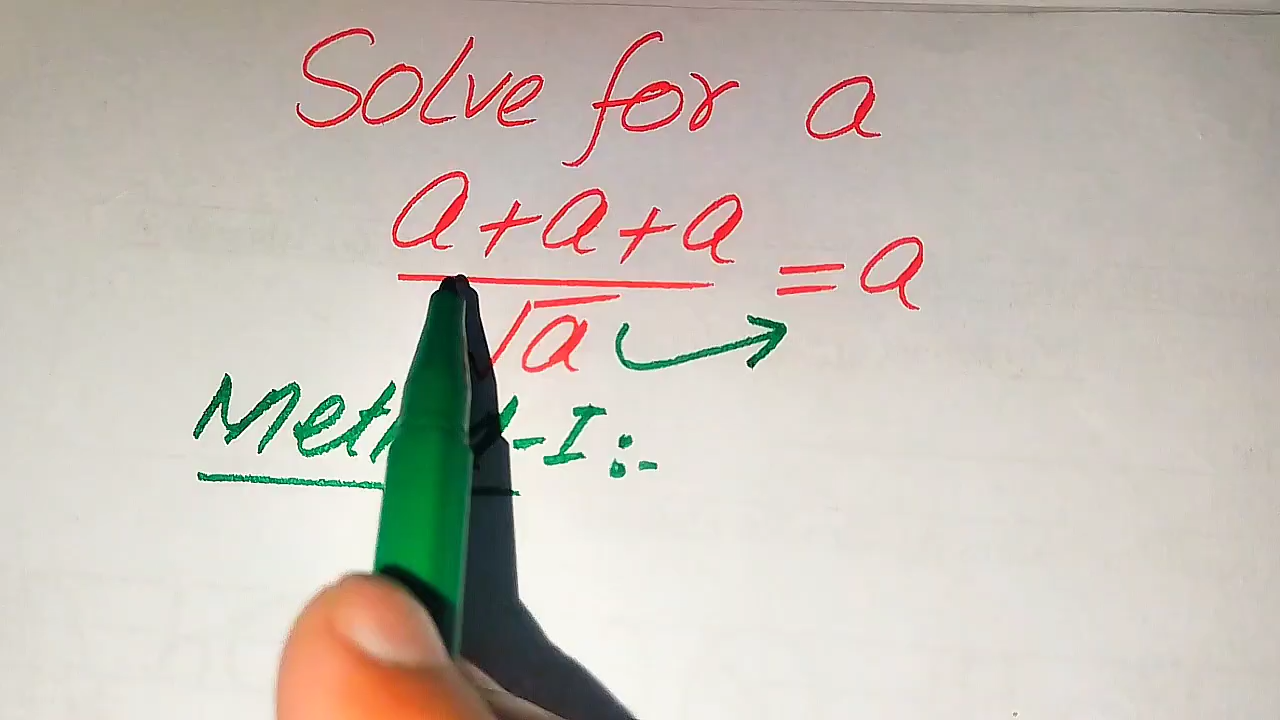 Solve for a
a + a + a
= a
√a
-I :-